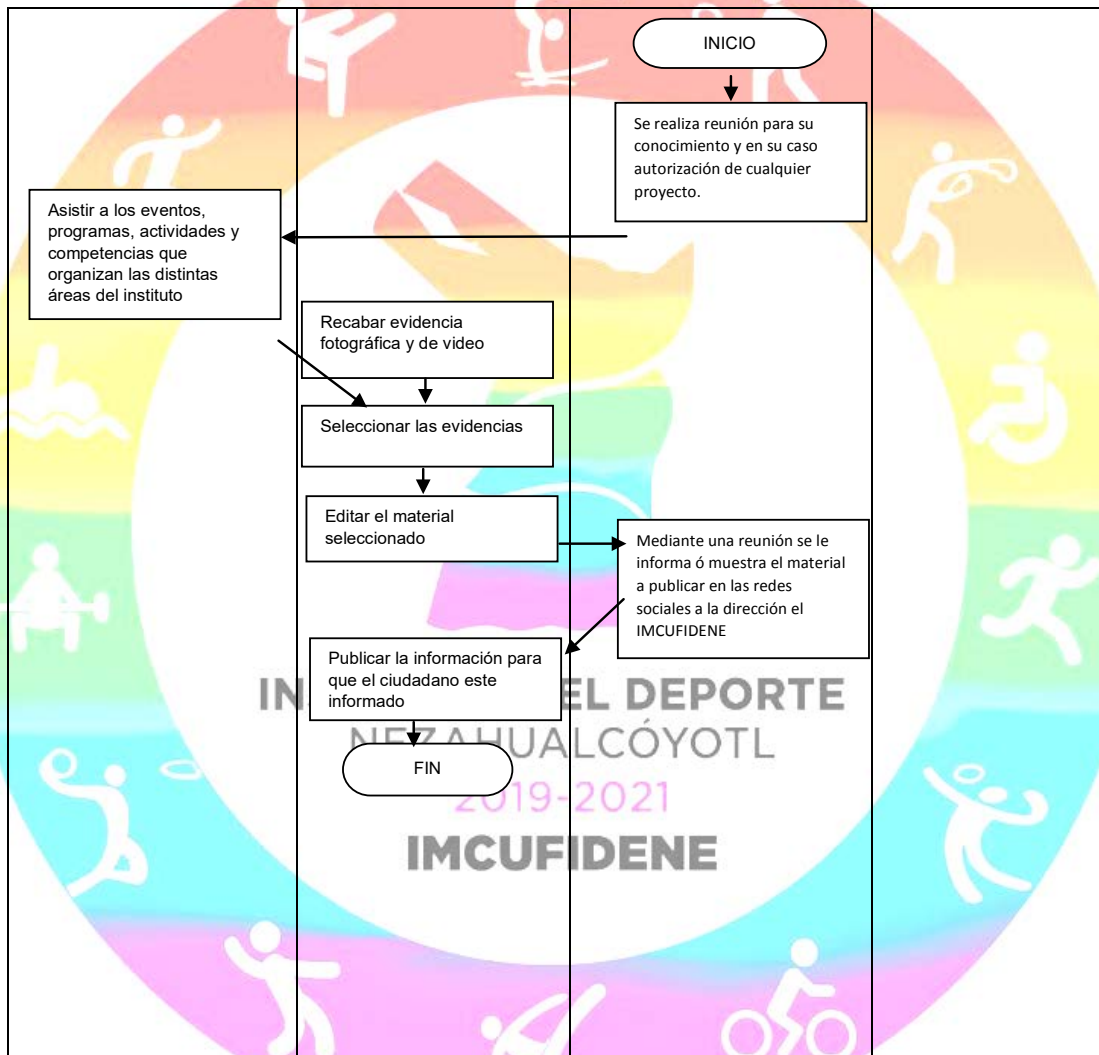 INICIO
Se realiza reunión para su
conocimiento y en su caso
autorización de cualquier
proyecto.
Asistir a los eventos,
programas, actividades y
competencias que
organizan las distintas
áreas del instituto
Recabar evidencia
fotográfica y de video
Seleccionar las evidencias
Editar el material
seleccionado
Mediante una reunión se le
informa ó muestra el material
a publicar en las redes
sociales a la dirección el
IMCUFIDENE
Publicar la información para
que el ciudadano este
informado
EL DEPORTE
NEZAHUALCÓYOTL
FIN
2019-2021
IMCUFIDENE